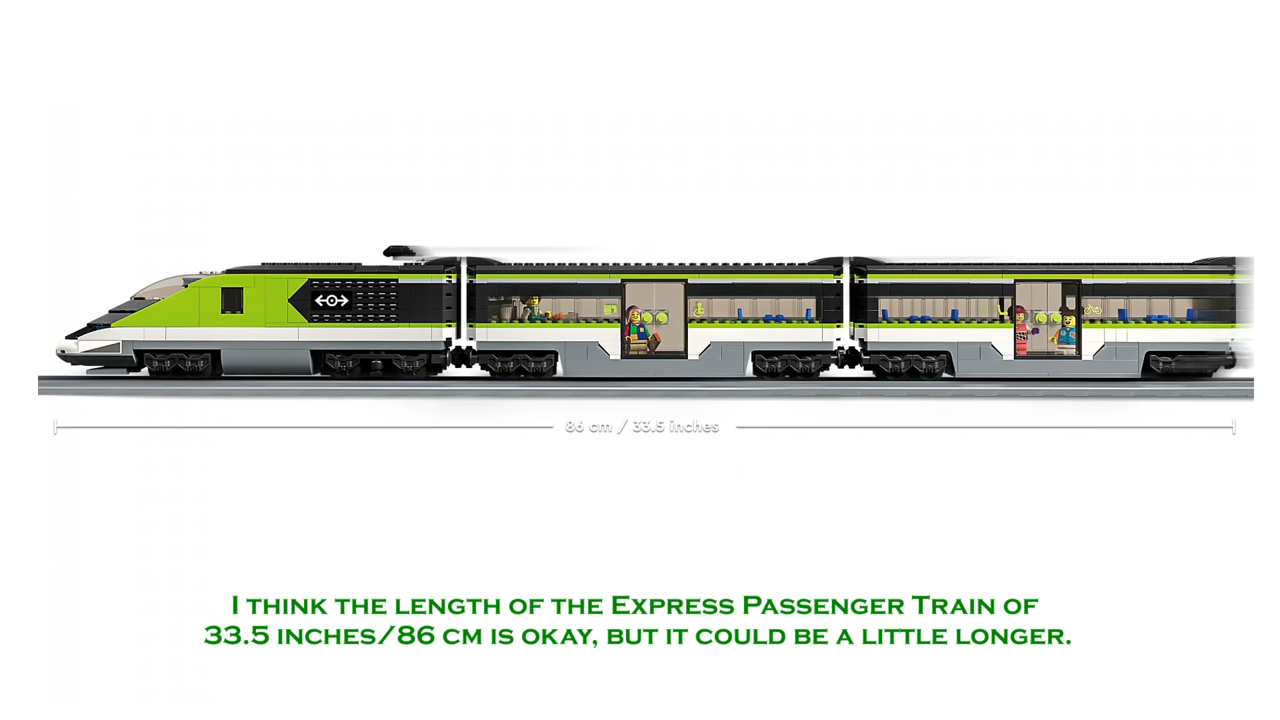 86 cm / 33.5 inches
I think the length of the Express Passenger Train of
33.5 inches/86 cm is okay, but it could be a little longer.